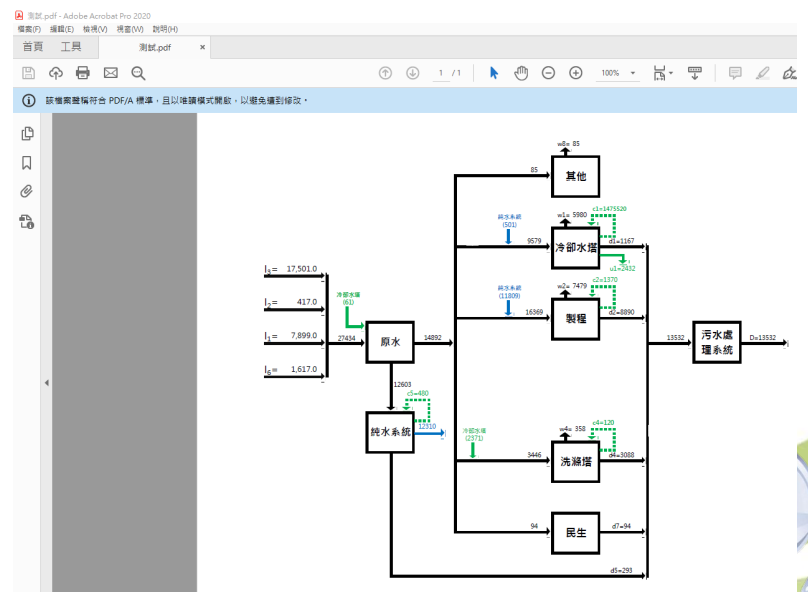 測試.pdf - Adobe Acrobat Pro 2020
檔案(F) 編輯(E) 檢視(V) 視窗(W) 說明(H)
首頁 工具 測試.pdf ×
1 / 1 100%
該檔案聲稱符合 PDF/A 標準，且以唯讀模式開啟，以避免遭到修改。
w8= 85
85
其他
純水系統
(501)
w1= 5980
c1=1475520
9579
冷卻水塔
d1=1167
u1=2432
I3= 17,501.0
I2= 417.0
I1= 7,899.0
I6= 1,617.0
冷卻水塔
(61)
27434
原水
14892
純水系統
(11809)
w2= 7479
c2=1370
16369
製程
d2=8890
13532
污水處
理系統
D=13532
12603
c5=480
純水系統
12310
冷卻水塔
(2371)
w4= 358
c4=120
3446
洗滌塔
d4=3088
94
民生
d7=94
d5=293